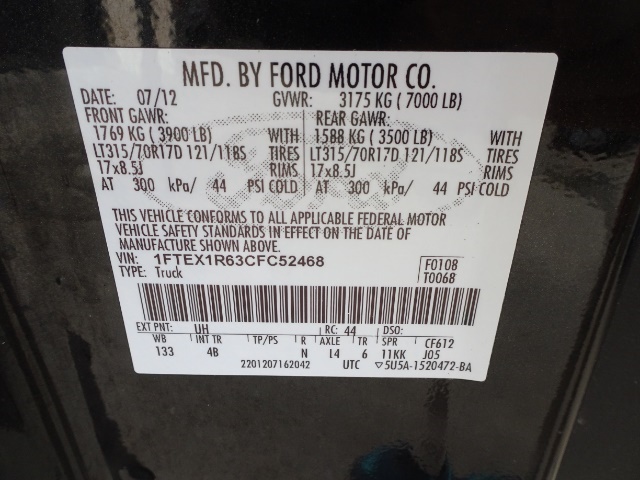 MFD. BY FORD MOTOR CO.
DATE: 07/12 GVWR: 3175 KG ( 7000 LB)
FRONT GAWR: REAR GAWR:
1769 KG ( 3900 LB) WITH 1588 KG ( 3500 LB) WITH
LT315/70R17D 121/118S TIRES LT315/70R17D 121/118S TIRES
17x8.5J RIMS 17x8.5J RIMS
AT 300 kPa/ 44 PSI COLD AT 300 kPa/ 44 PSI COLD
THIS VEHICLE CONFORMS TO ALL APPLICABLE FEDERAL MOTOR
VEHICLE SAFETY STANDARDS IN EFFECT ON THE DATE OF
MANUFACTURE SHOWN ABOVE.
VIN: 1FTEX1R63CFC52468 F0108
TYPE: Truck T0068
EXT PNT: UH RC: 44 DSO:
WB INT TR TP/PS R AXLE TR SPR CF612
133 4B N L4 6 11KK J05
2201207162042 UTC ▽5U5A-1520472-BA